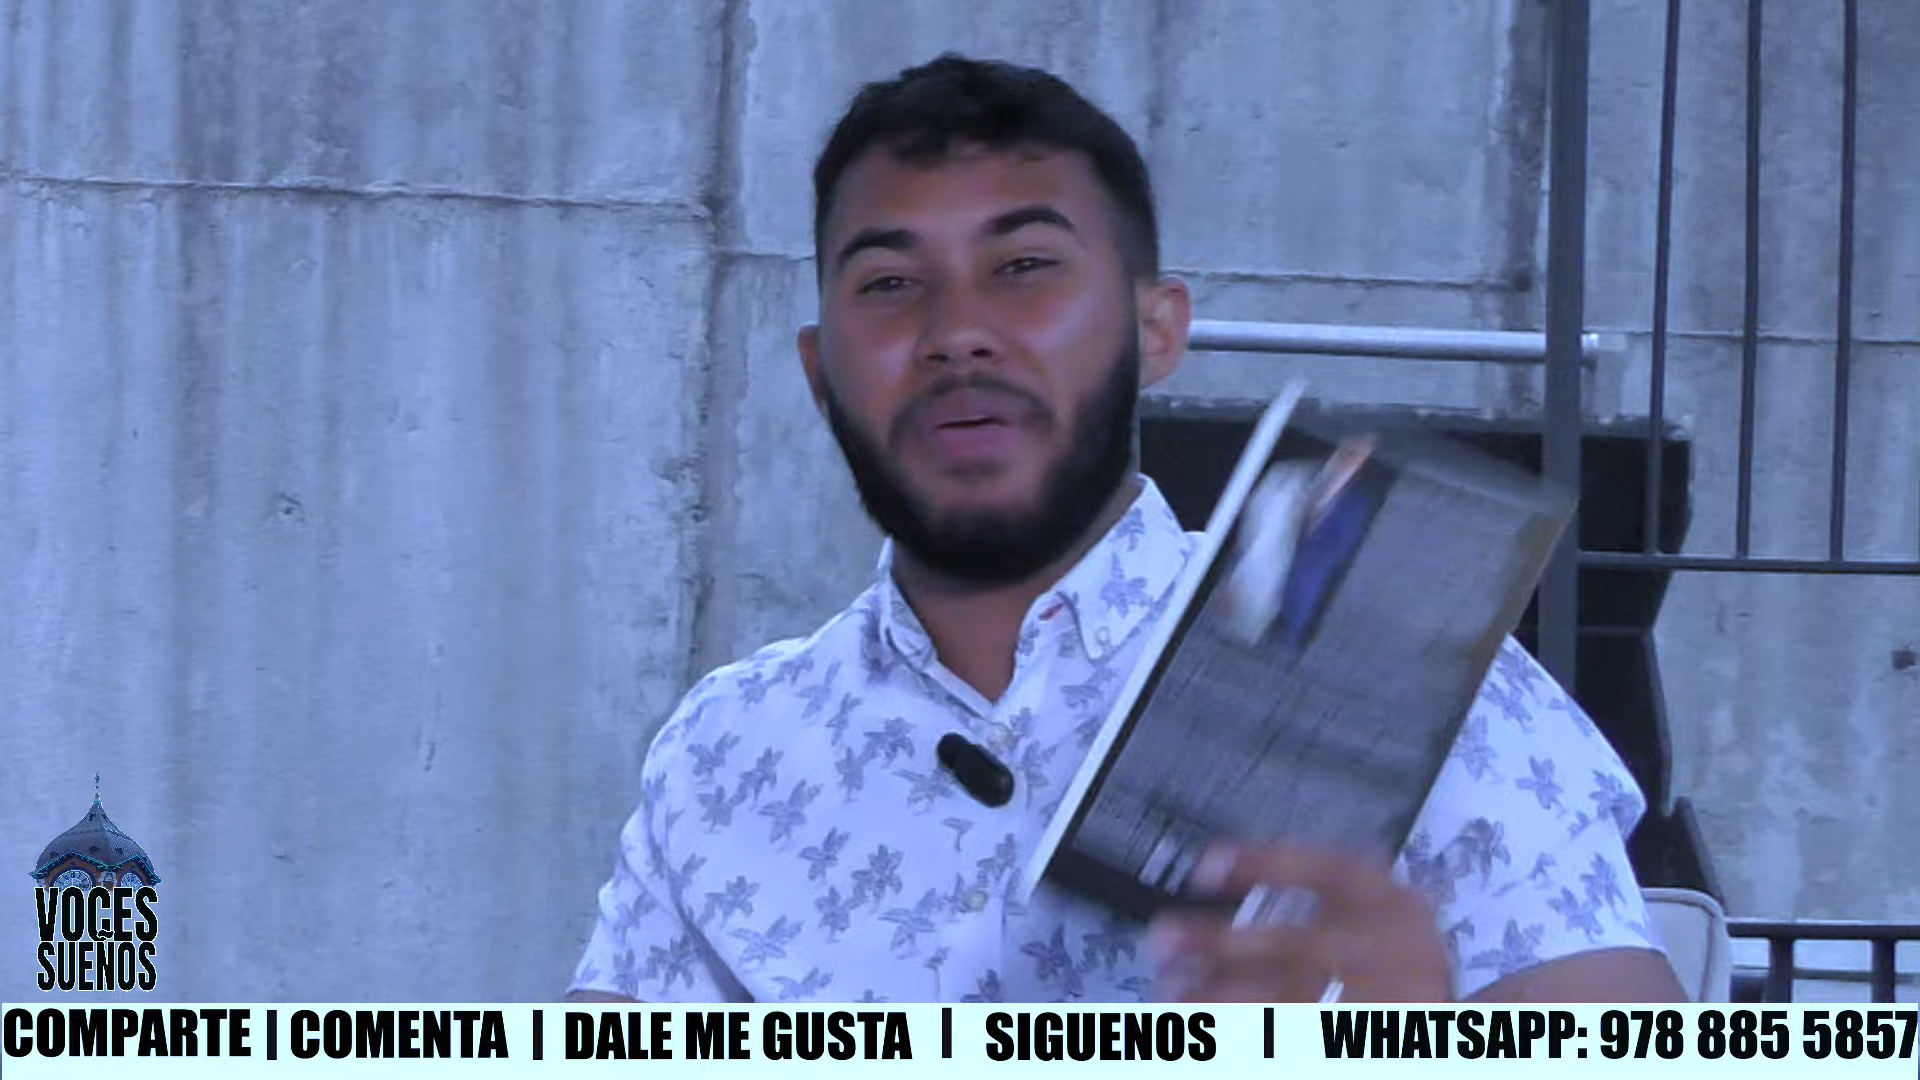 VOCES
SUEÑOS
COMPARTE | COMENTA | DALE ME GUSTA | SIGUENOS | WHATSAPP: 978 885 5857